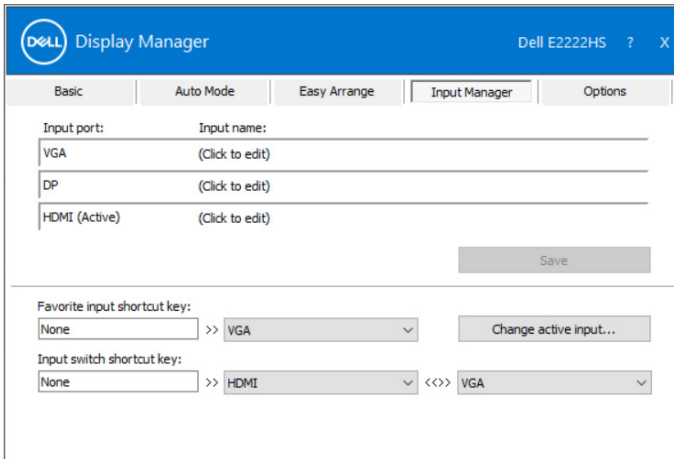 DELL Display Manager Dell E2222HS ? X
Basic Auto Mode Easy Arrange Input Manager Options
Input port: Input name:
VGA (Click to edit)
DP (Click to edit)
HDMI (Active) (Click to edit)
Save
Favorite input shortcut key:
None >> VGA Change active input...
Input switch shortcut key:
None >> HDMI <<>> VGA